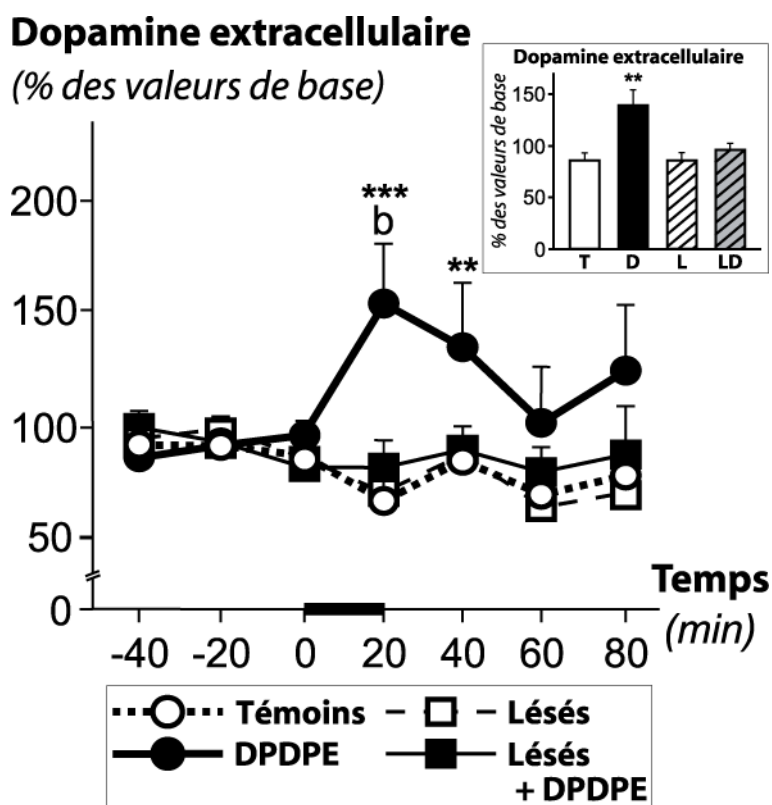 Dopamine extracellulaire
(% des valeurs de base)
Dopamine extracellulaire
% des valeurs de base
**
150
100
50
0
T D L LD
200
150
100
50
0
***
b
**
Temps
(min)
-40 -20 0 20 40 60 80
Témoins
Lésés
DPDPE
Lésés
+ DPDPE